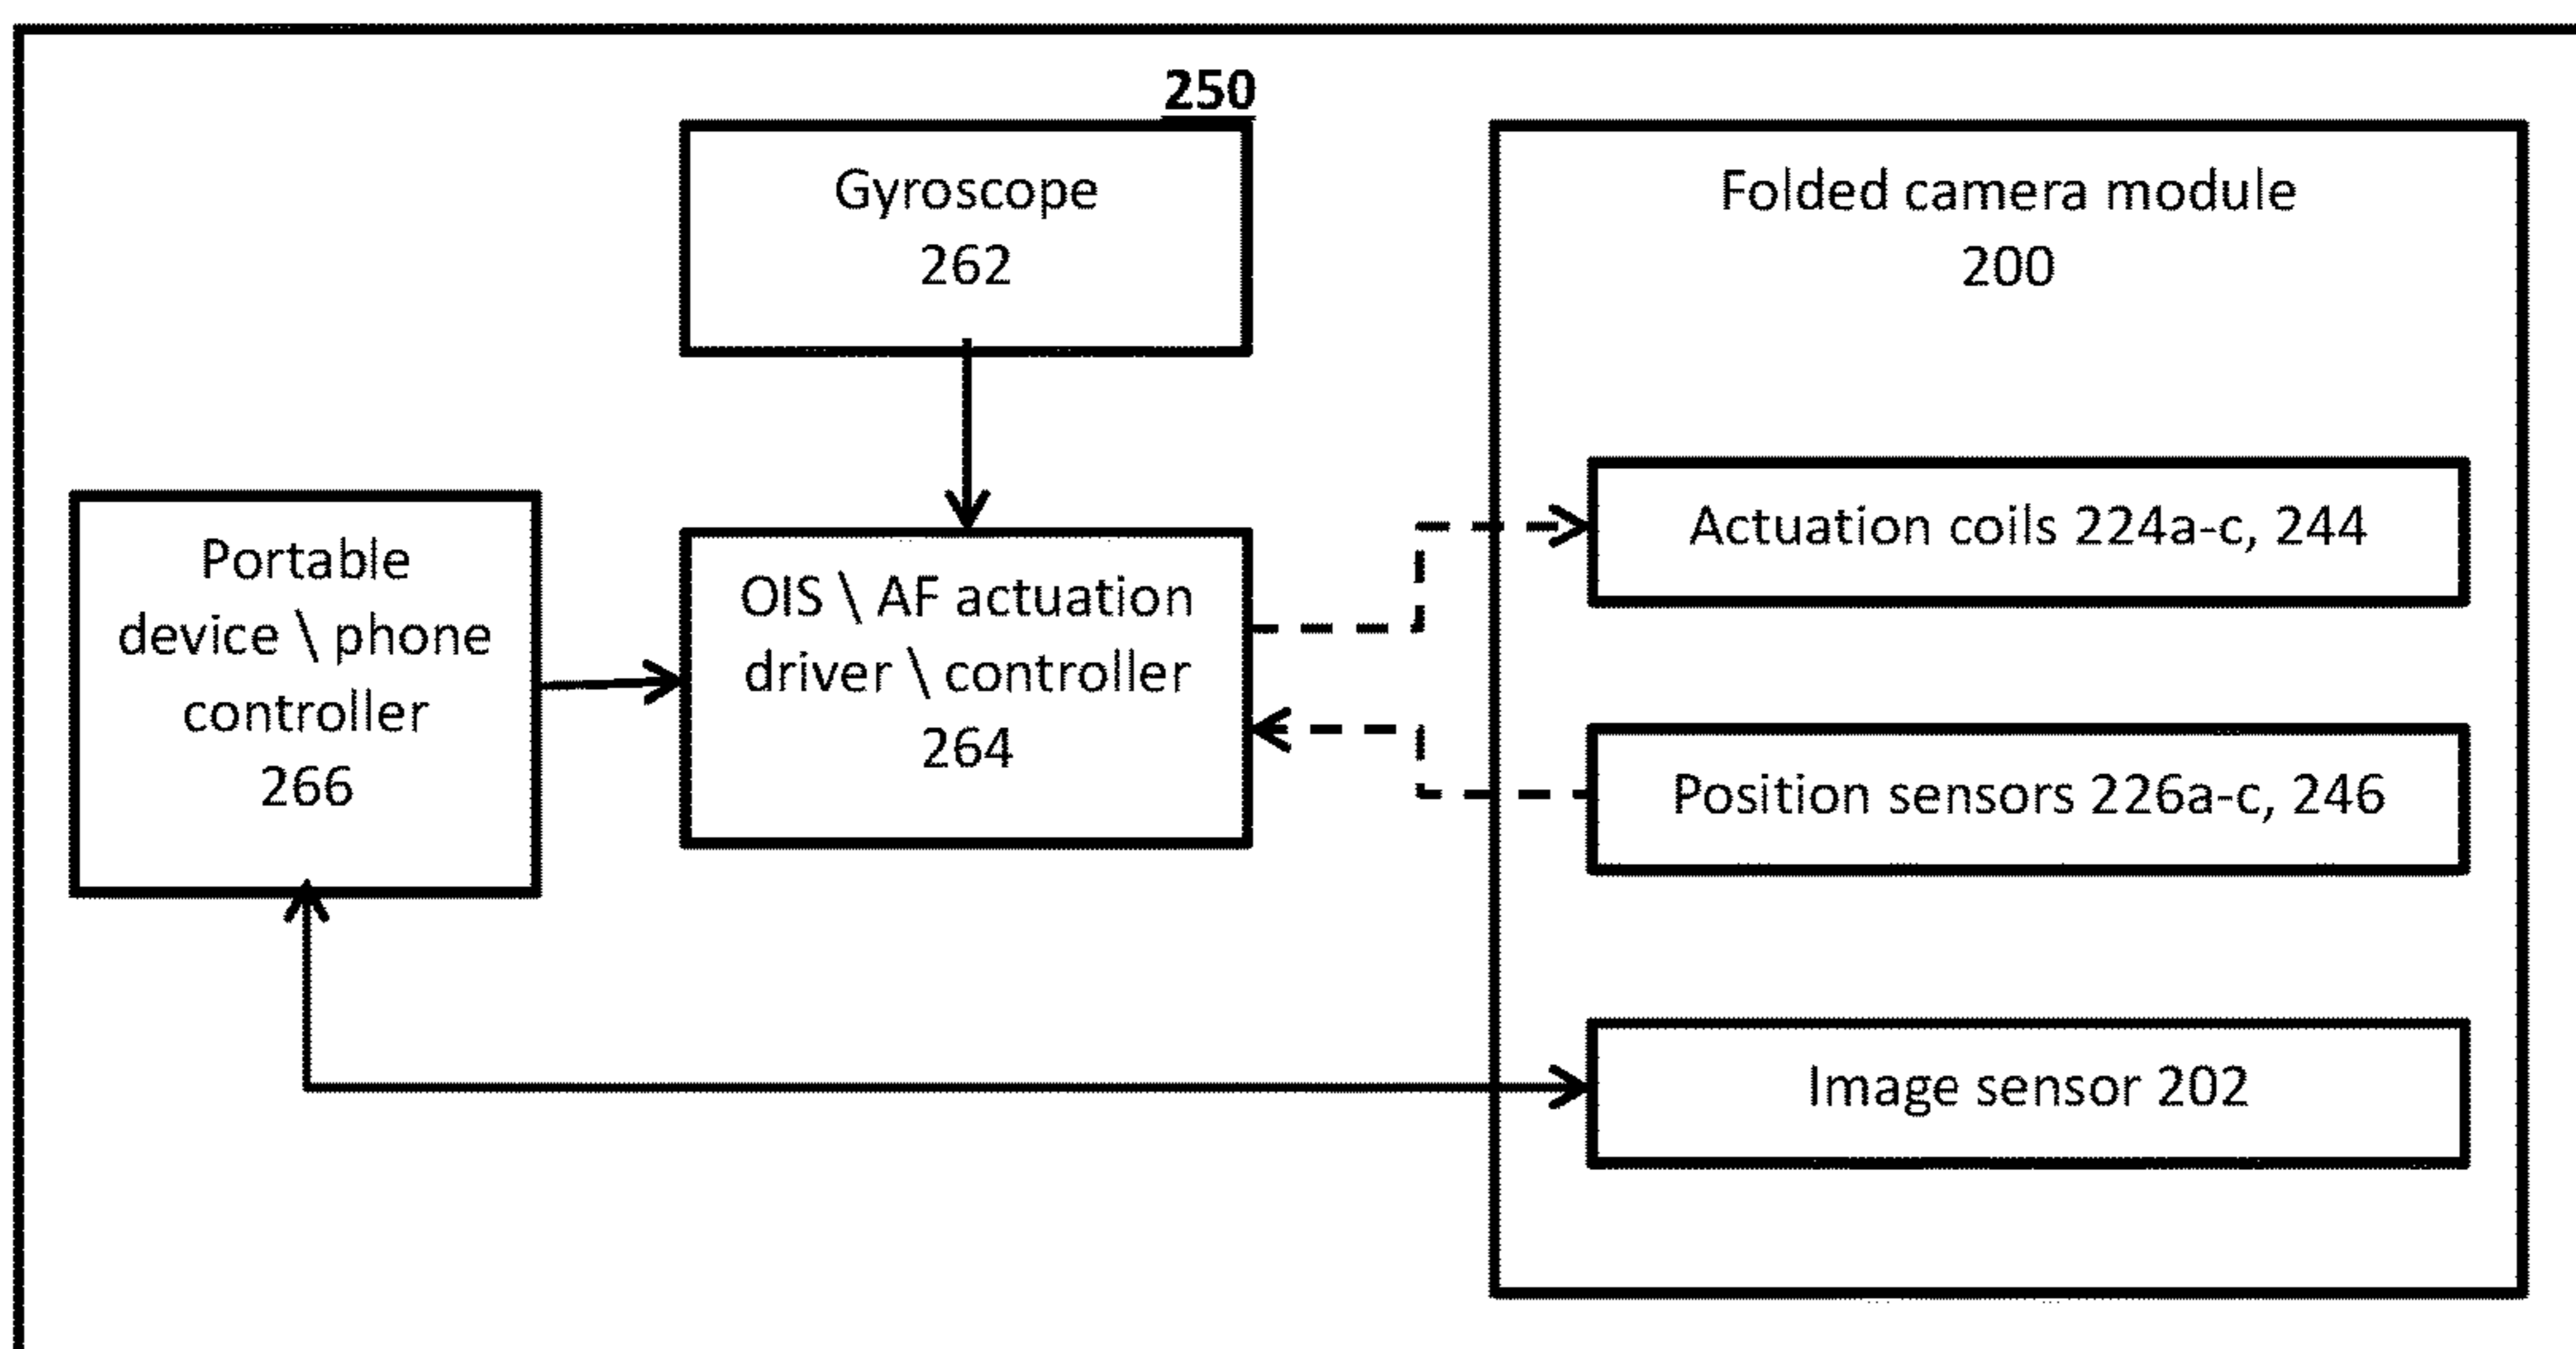 250
Gyroscope
262
Folded camera module
200
Portable
device \ phone
controller
266
OIS \ AF actuation
driver \ controller
264
Actuation coils 224a-c, 244
Position sensors 226a-c, 246
Image sensor 202